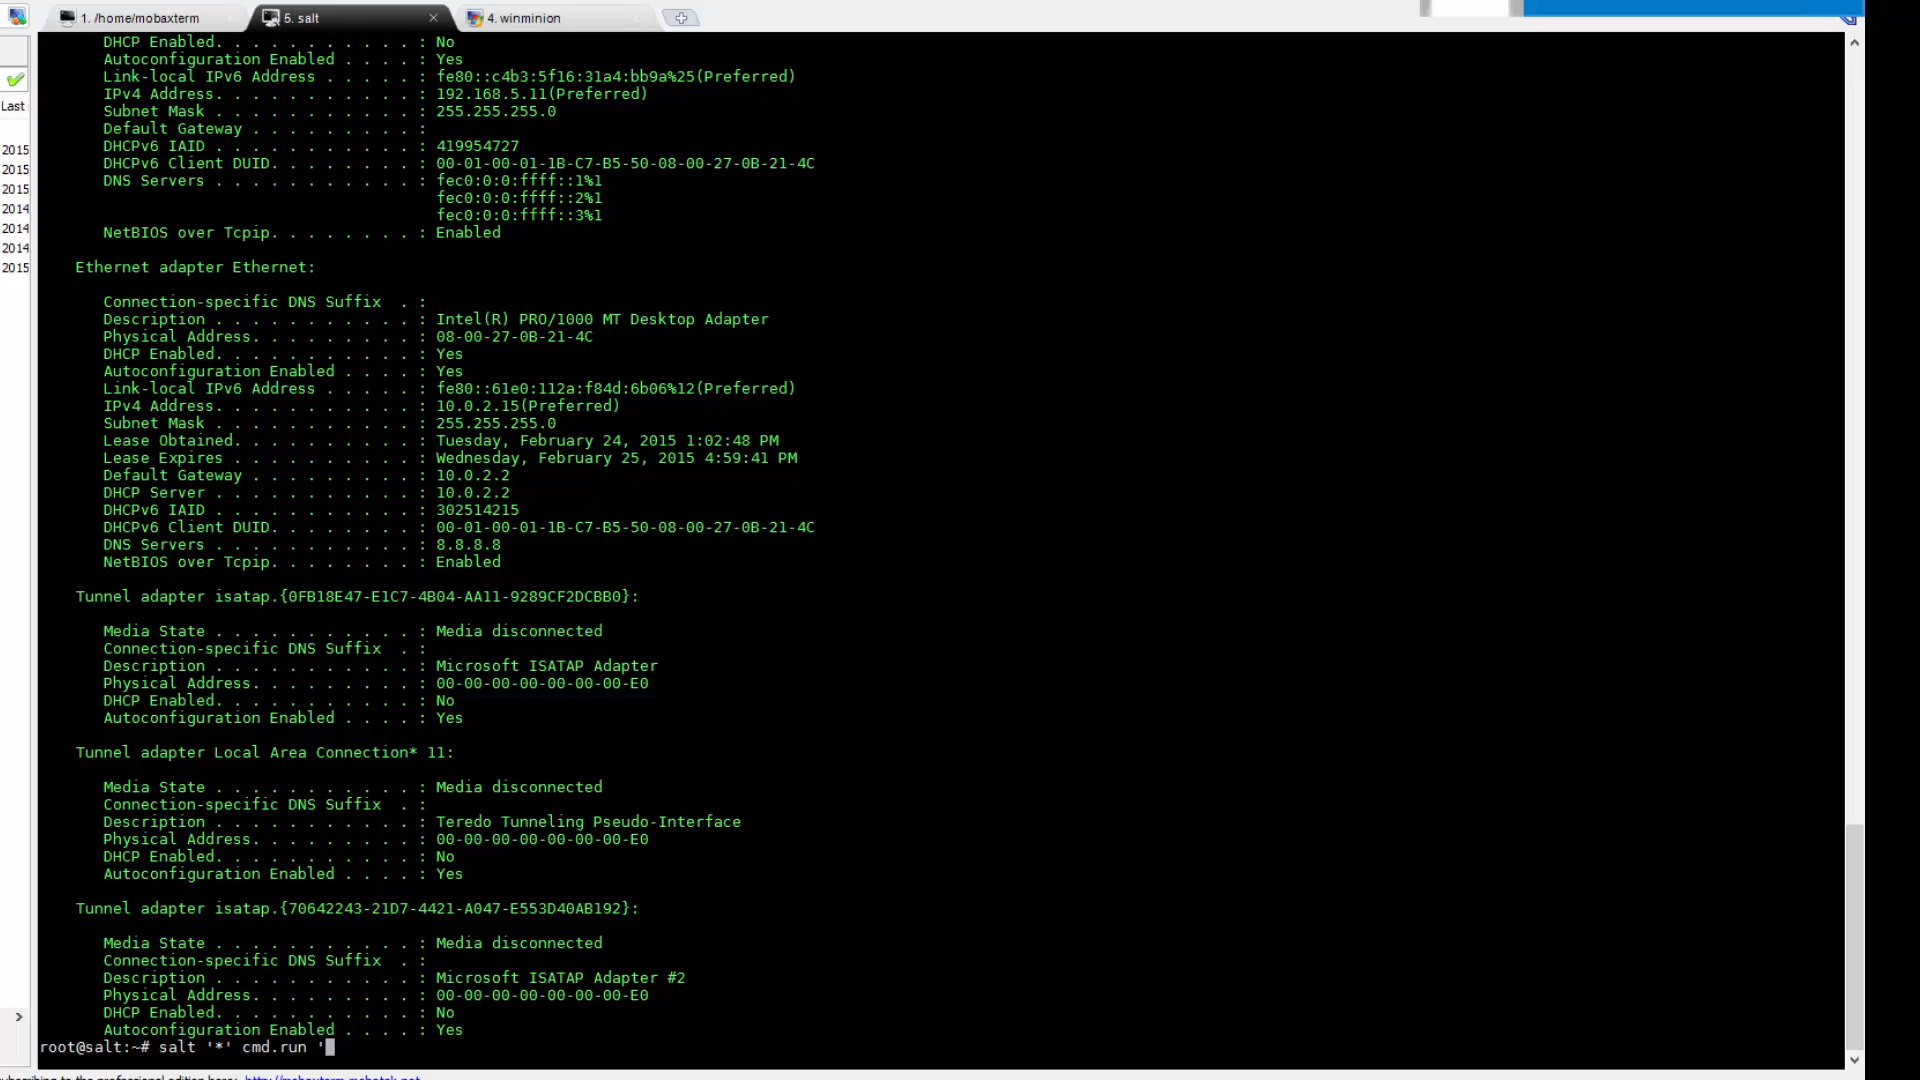 1. /home/mobaxterm
5. salt
4. winminion
Last
2015
2015
2015
2014
2014
2014
2015
DHCP Enabled. . . . . . . . . . . : No
Autoconfiguration Enabled . . . . : Yes
Link-local IPv6 Address . . . . . : fe80::c4b3:5f16:31a4:bb9a%25(Preferred)
IPv4 Address. . . . . . . . . . . : 192.168.5.11(Preferred)
Subnet Mask . . . . . . . . . . . : 255.255.255.0
Default Gateway . . . . . . . . . :
DHCPv6 IAID . . . . . . . . . . . : 419954727
DHCPv6 Client DUID. . . . . . . . : 00-01-00-01-1B-C7-B5-50-08-00-27-0B-21-4C
DNS Servers . . . . . . . . . . . : fec0:0:0:ffff::1%1
fec0:0:0:ffff::2%1
fec0:0:0:ffff::3%1
NetBIOS over Tcpip. . . . . . . . : Enabled
Ethernet adapter Ethernet:
Connection-specific DNS Suffix  . :
Description . . . . . . . . . . . : Intel(R) PRO/1000 MT Desktop Adapter
Physical Address. . . . . . . . . : 08-00-27-0B-21-4C
DHCP Enabled. . . . . . . . . . . : Yes
Autoconfiguration Enabled . . . . : Yes
Link-local IPv6 Address . . . . . : fe80::61e0:112a:f84d:6b06%12(Preferred)
IPv4 Address. . . . . . . . . . . : 10.0.2.15(Preferred)
Subnet Mask . . . . . . . . . . . : 255.255.255.0
Lease Obtained. . . . . . . . . . : Tuesday, February 24, 2015 1:02:48 PM
Lease Expires . . . . . . . . . . : Wednesday, February 25, 2015 4:59:41 PM
Default Gateway . . . . . . . . . : 10.0.2.2
DHCP Server . . . . . . . . . . . : 10.0.2.2
DHCPv6 IAID . . . . . . . . . . . : 302514215
DHCPv6 Client DUID. . . . . . . . : 00-01-00-01-1B-C7-B5-50-08-00-27-0B-21-4C
DNS Servers . . . . . . . . . . . : 8.8.8.8
NetBIOS over Tcpip. . . . . . . . : Enabled
Tunnel adapter isatap.{0FB18E47-E1C7-4B04-AA11-9289CF2DCBB0}:
Media State . . . . . . . . . . . : Media disconnected
Connection-specific DNS Suffix  . :
Description . . . . . . . . . . . : Microsoft ISATAP Adapter
Physical Address. . . . . . . . . : 00-00-00-00-00-00-00-E0
DHCP Enabled. . . . . . . . . . . : No
Autoconfiguration Enabled . . . . : Yes
Tunnel adapter Local Area Connection* 11:
Media State . . . . . . . . . . . : Media disconnected
Connection-specific DNS Suffix  . :
Description . . . . . . . . . . . : Teredo Tunneling Pseudo-Interface
Physical Address. . . . . . . . . : 00-00-00-00-00-00-00-E0
DHCP Enabled. . . . . . . . . . . : No
Autoconfiguration Enabled . . . . : Yes
Tunnel adapter isatap.{70642243-21D7-4421-A047-E553D40AB192}:
Media State . . . . . . . . . . . : Media disconnected
Connection-specific DNS Suffix  . :
Description . . . . . . . . . . . : Microsoft ISATAP Adapter #2
Physical Address. . . . . . . . . : 00-00-00-00-00-00-00-E0
DHCP Enabled. . . . . . . . . . . : No
Autoconfiguration Enabled . . . . : Yes
root@salt:~# salt '*' cmd.run '